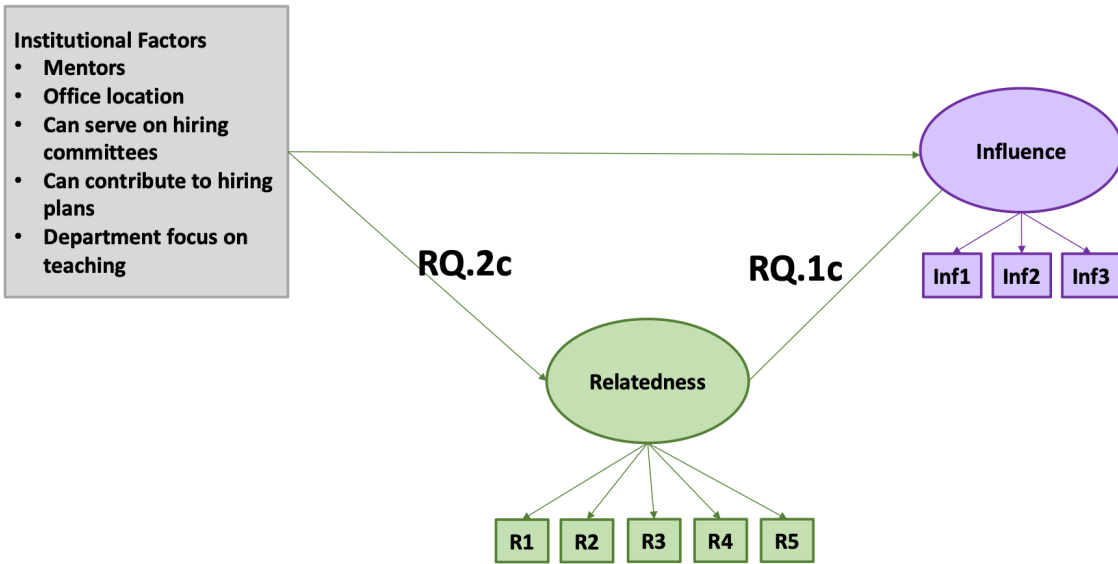 Institutional Factors
• Mentors
• Office location
• Can serve on hiring
committees
• Can contribute to hiring
plans
• Department focus on
teaching
Influence
Inf1 Inf2 Inf3
RQ.2c RQ.1c
Relatedness
R1 R2 R3 R4 R5